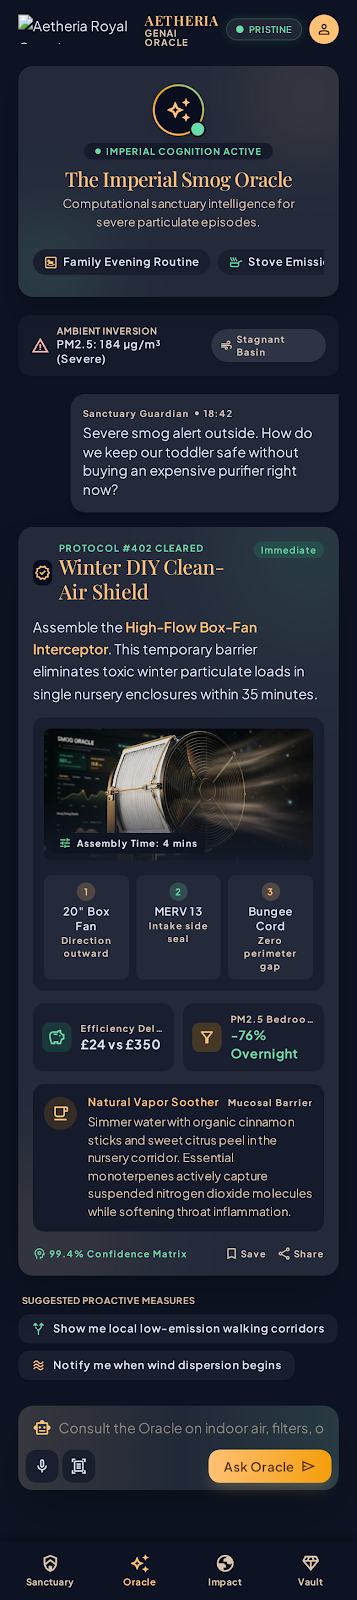 Aetheria Royal
AETHERIA
GENAI
ORACLE
PRISTINE
IMPERIAL COGNITION ACTIVE
The Imperial Smog Oracle
Computational sanctuary intelligence for
severe particulate episodes.
Family Evening Routine
Stove Emissi
AMBIENT INVERSION
PM2.5: 184 µg/m³
(Severe)
Stagnant
Basin
Sanctuary Guardian • 18:42
Severe smog alert outside. How do
we keep our toddler safe without
buying an expensive purifier right
now?
PROTOCOL #402 CLEARED
Immediate
Winter DIY Clean-
Air Shield
Assemble the High-Flow Box-Fan
Interceptor. This temporary barrier
eliminates toxic winter particulate loads in
single nursery enclosures within 35 minutes.
SMOG ORACLE
Assembly Time: 4 mins
1
20" Box
Fan
Direction
outward
2
MERV 13
Intake side
seal
3
Bungee
Cord
Zero
perimeter
gap
Efficiency Del...
£24 vs £350
PM2.5 Bedroo...
-76%
Overnight
Natural Vapor Soother
Mucosal Barrier
Simmer water with organic cinnamon
sticks and sweet citrus peel in the
nursery corridor. Essential
monoterpenes actively capture
suspended nitrogen dioxide molecules
while softening throat inflammation.
99.4% Confidence Matrix
Save
Share
SUGGESTED PROACTIVE MEASURES
Show me local low-emission walking corridors
Notify me when wind dispersion begins
Consult the Oracle on indoor air, filters, o
Ask Oracle
Sanctuary
Oracle
Impact
Vault